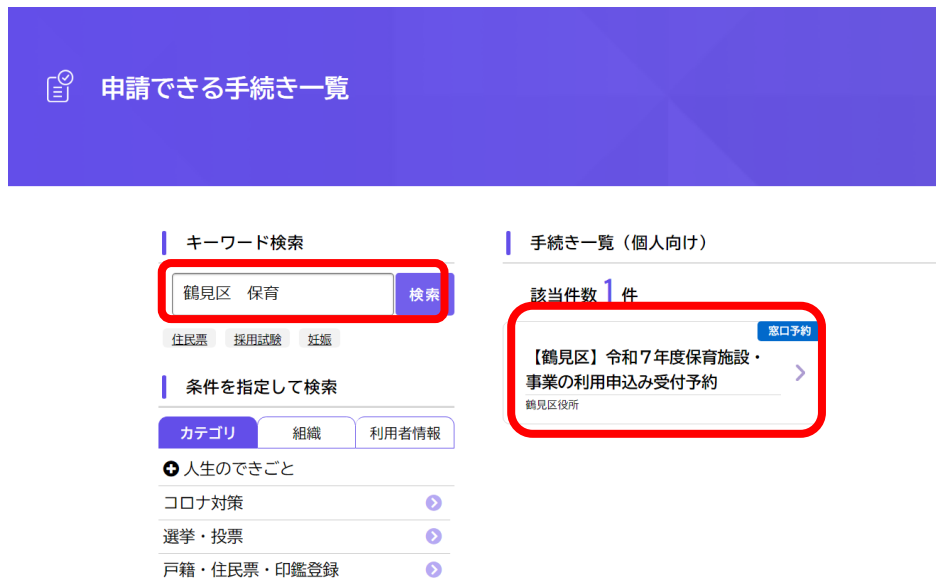 申請できる手続き一覧
キーワード検索
鶴見区　保育
検索
住民票 採用試験 妊娠
条件を指定して検索
カテゴリ 組織 利用者情報
人生のできごと
コロナ対策
選挙・投票
戸籍・住民票・印鑑登録
手続き一覧（個人向け）
該当件数 1 件
窓口予約
【鶴見区】令和７年度保育施設・
事業の利用申込み受付予約
鶴見区役所